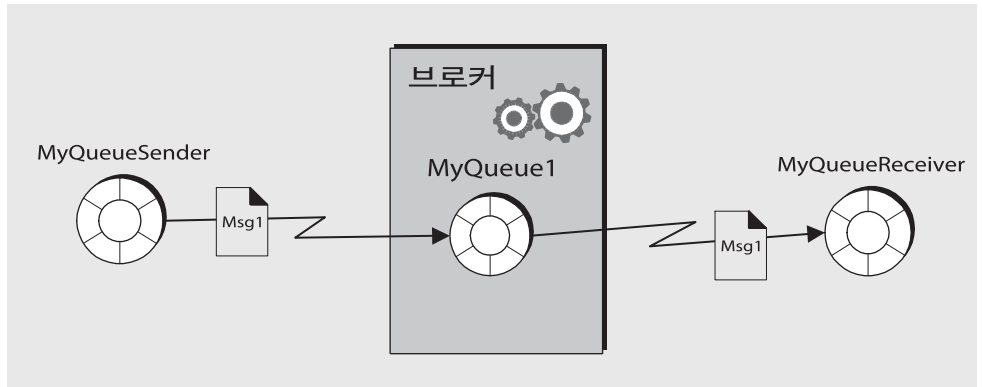 브로커
MyQueueSender
MyQueue1
MyQueueReceiver
Msg1
Msg1